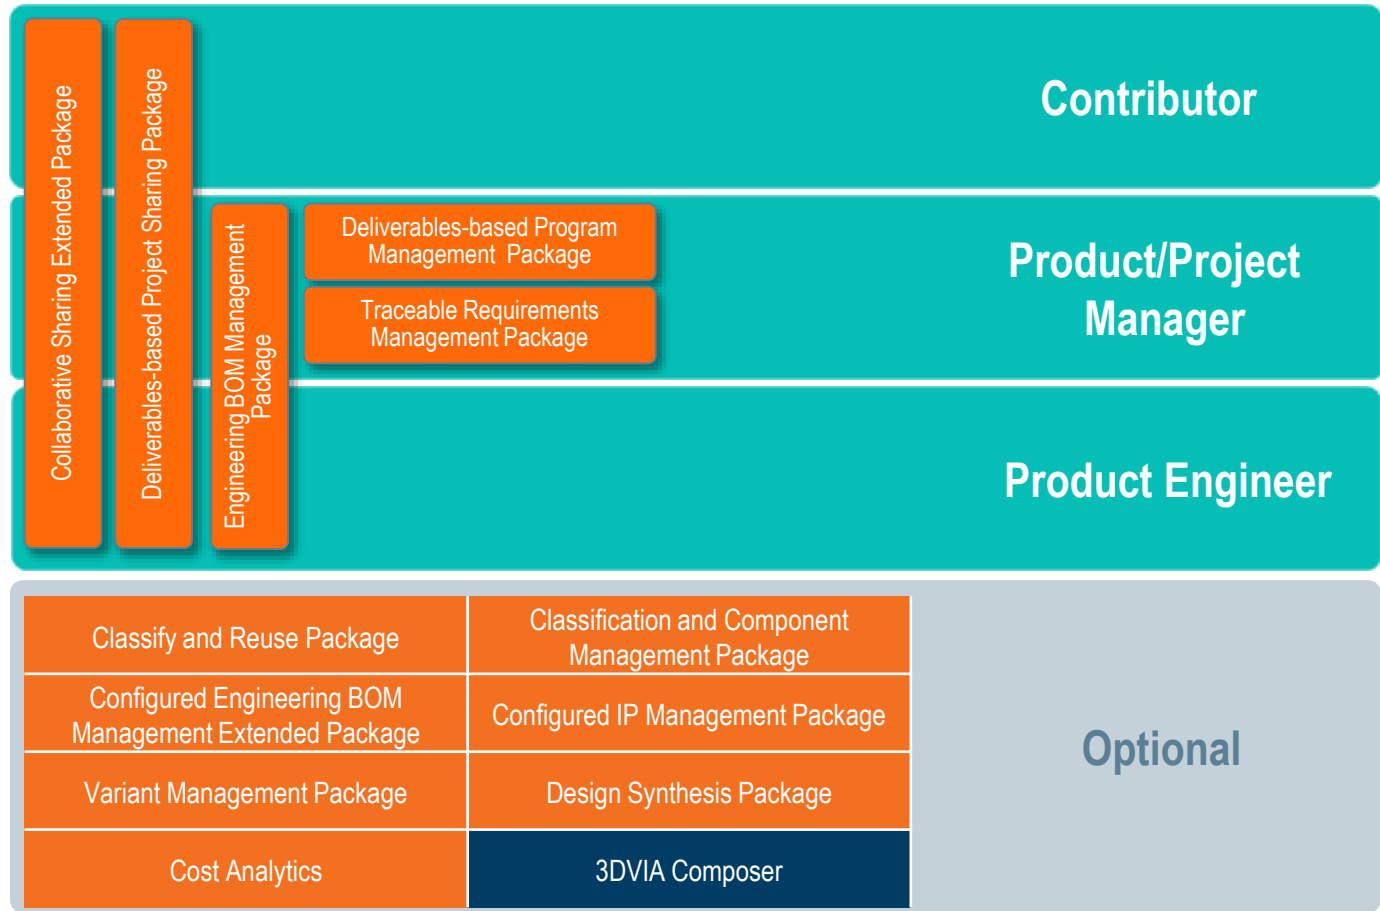 Collaborative Sharing Extended Package
Deliverables-based Project Sharing Package
Contributor
Engineering BOM Management
Package
Deliverables-based Program
Management Package
Traceable Requirements
Management Package
Product/Project
Manager
Product Engineer
Classify and Reuse Package
Classification and Component
Management Package
Configured Engineering BOM
Management Extended Package
Configured IP Management Package
Variant Management Package
Design Synthesis Package
Cost Analytics
3DVIA Composer
Optional